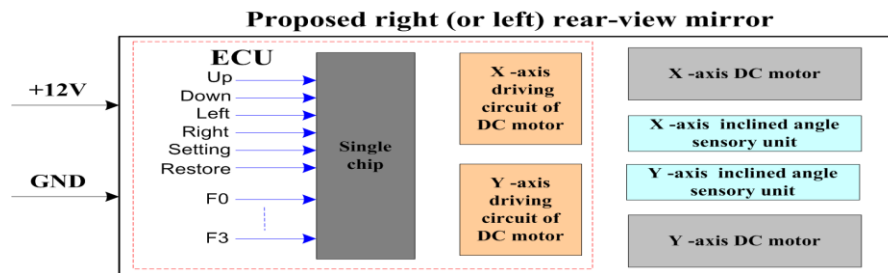 Proposed right (or left) rear-view mirror
ECU
+12V
GND
Up
Down
Left
Right
Setting
Restore
F0
F3
Single
chip
X -axis
driving
circuit of
DC motor
Y -axis
driving
circuit of
DC motor
X -axis DC motor
X -axis inclined angle
sensory unit
Y -axis inclined angle
sensory unit
Y -axis DC motor